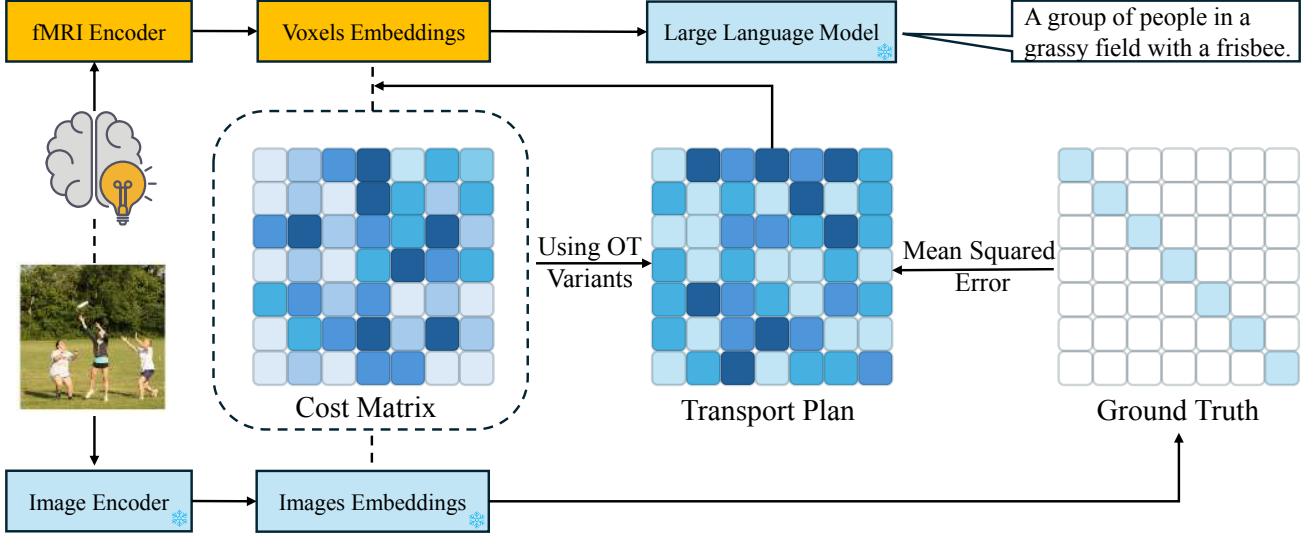 fMRI Encoder
Voxels Embeddings
Large Language Model
A group of people in a
grassy field with a frisbee.
Using OT
Variants
Mean Squared
Error
Cost Matrix
Transport Plan
Ground Truth
Image Encoder
Images Embeddings